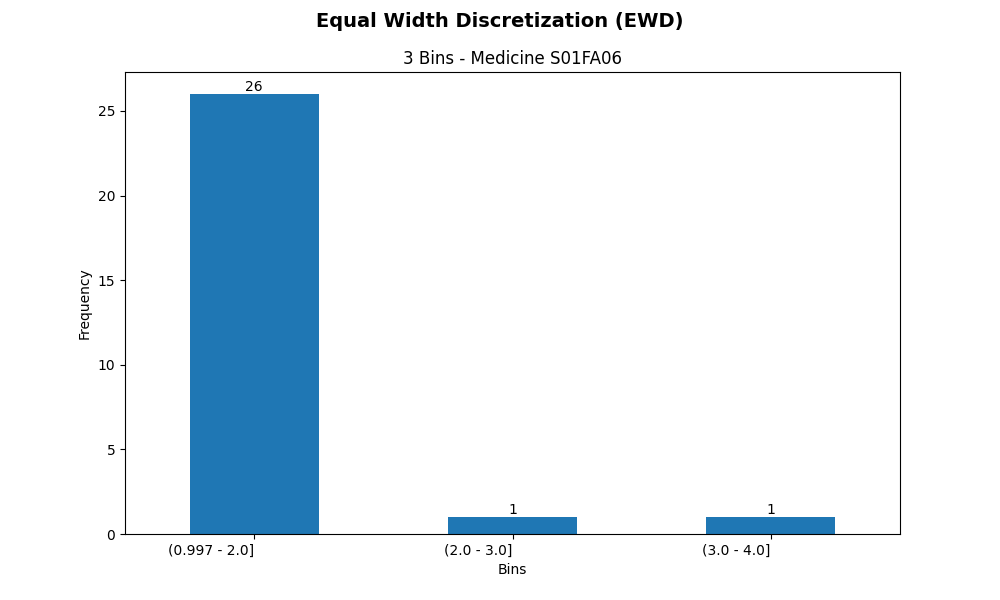 Equal Width Discretization (EWD)
3 Bins - Medicine S01FA06
26
1
1
25
20
15
10
5
0
Frequency
(0.997 - 2.0]
(2.0 - 3.0]
(3.0 - 4.0]
Bins